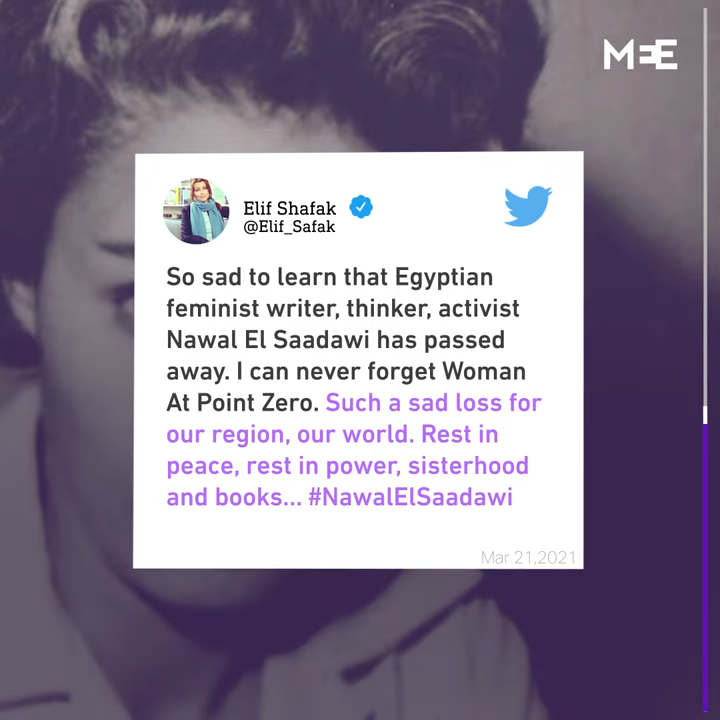 MEE
Elif Shafak
@Elif_Safak
So sad to learn that Egyptian
feminist writer, thinker, activist
Nawal El Saadawi has passed
away. I can never forget Woman
At Point Zero. Such a sad loss for
our region, our world. Rest in
peace, rest in power, sisterhood
and books... #NawalElSaadawi
Mar 21,2021